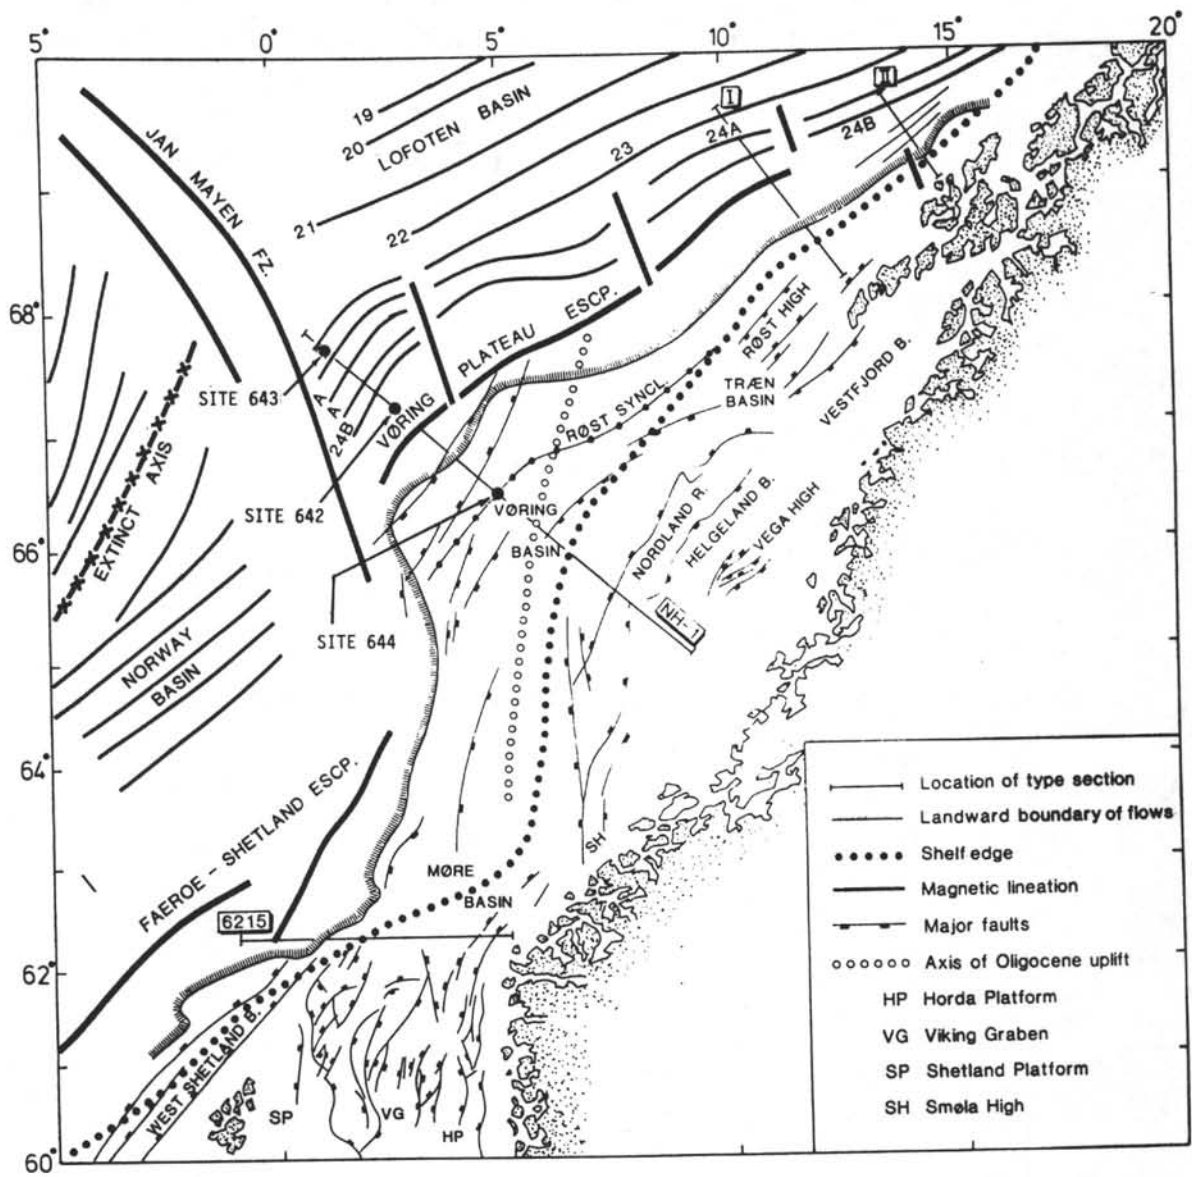 5°
0°
5°
10°
15°
20°
68°
66°
64°
62°
60°
JAN
MAYEN
FZ.
19
20
21
22
23
24A
24B
LOFOTEN BASIN
I
II
T
A
A
24B
SITE 643
SITE 642
SITE 644
VØRING
PLATEAU
ESCP.
EXTINCT
AXIS
NORWAY
BASIN
RØST HIGH
RØST SYNCL.
TRÆN
BASIN
VESTFJORD B.
VØRING
BASIN
NORDLAND R.
HELGELAND B.
VEGA HIGH
NH-1
FAEROE - SHETLAND ESCP.
6215
MØRE
BASIN
SH
WEST SHETLAND B.
SP
VG
HP
Location of type section
Landward boundary of flows
Shelf edge
Magnetic lineation
Major faults
Axis of Oligocene uplift
HP Horda Platform
VG Viking Graben
SP Shetland Platform
SH Smøla High